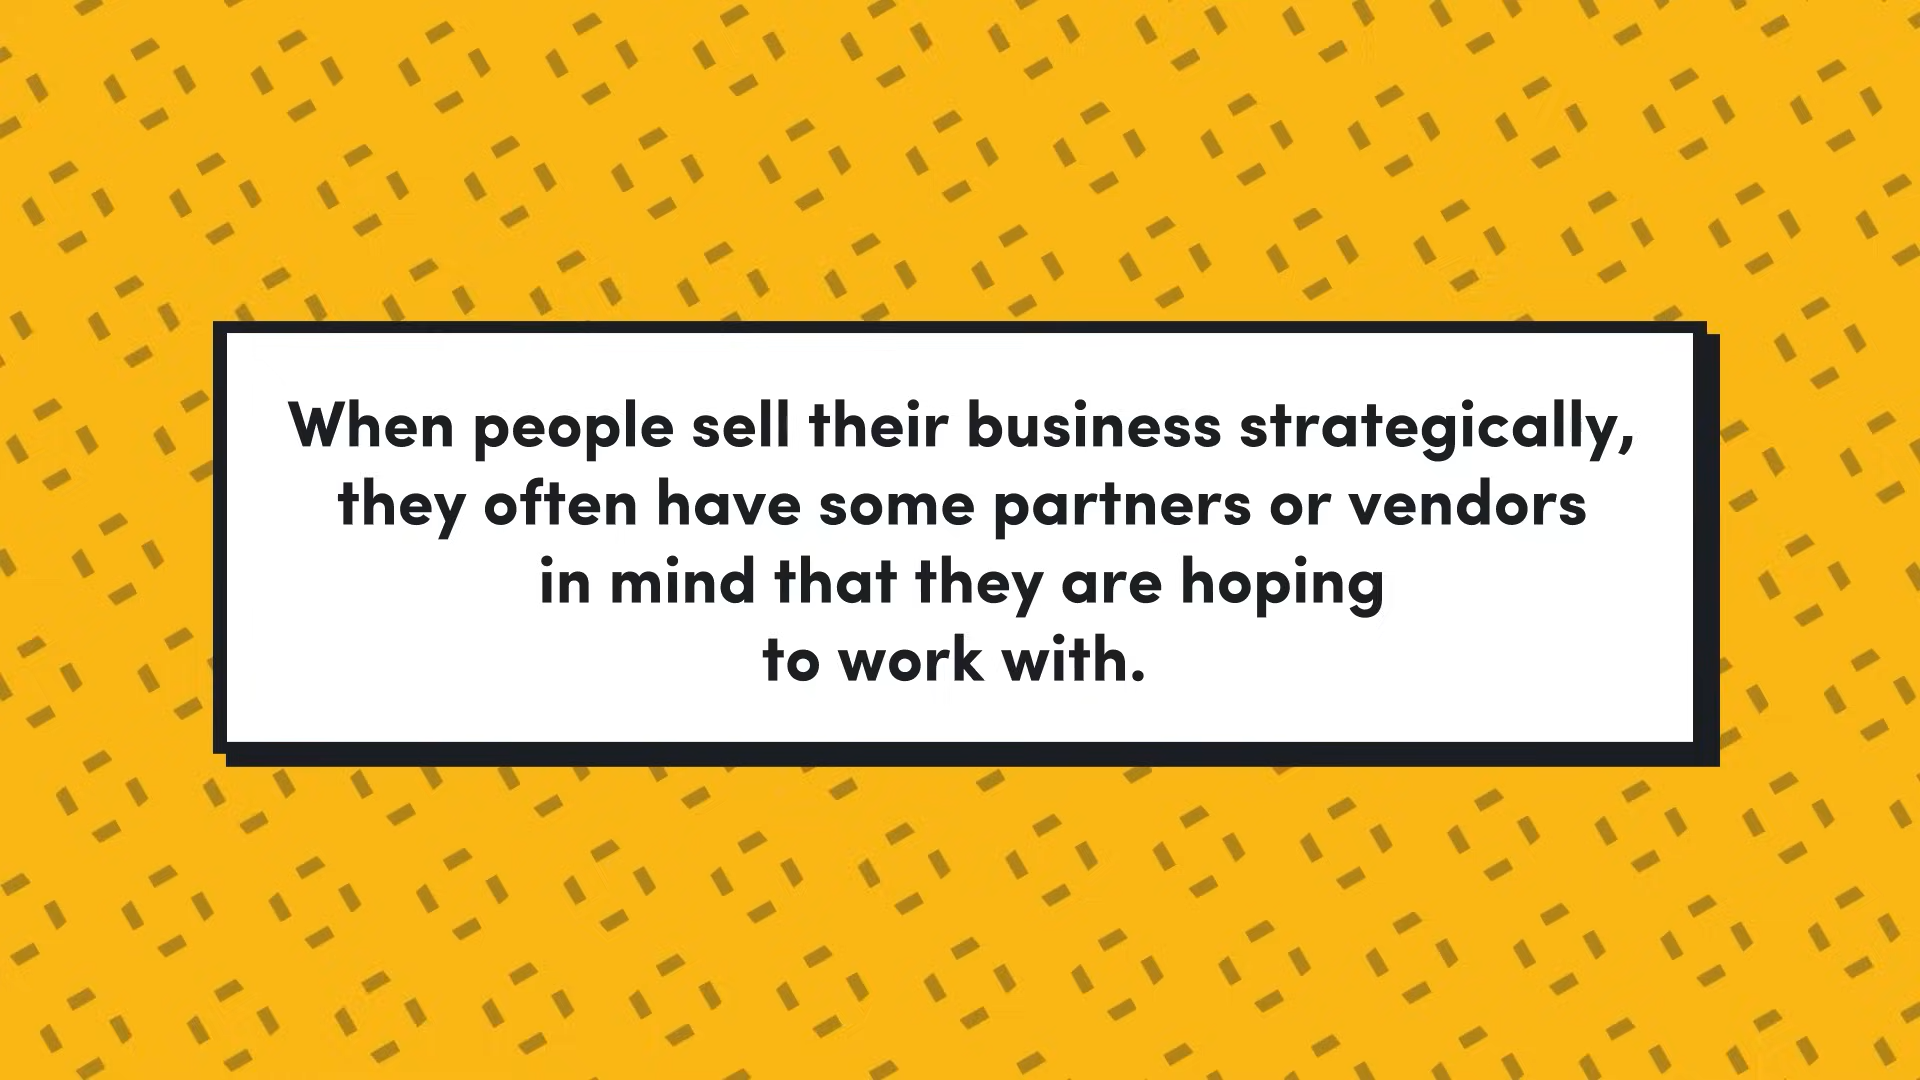 When people sell their business strategically,
they often have some partners or vendors
in mind that they are hoping
to work with.